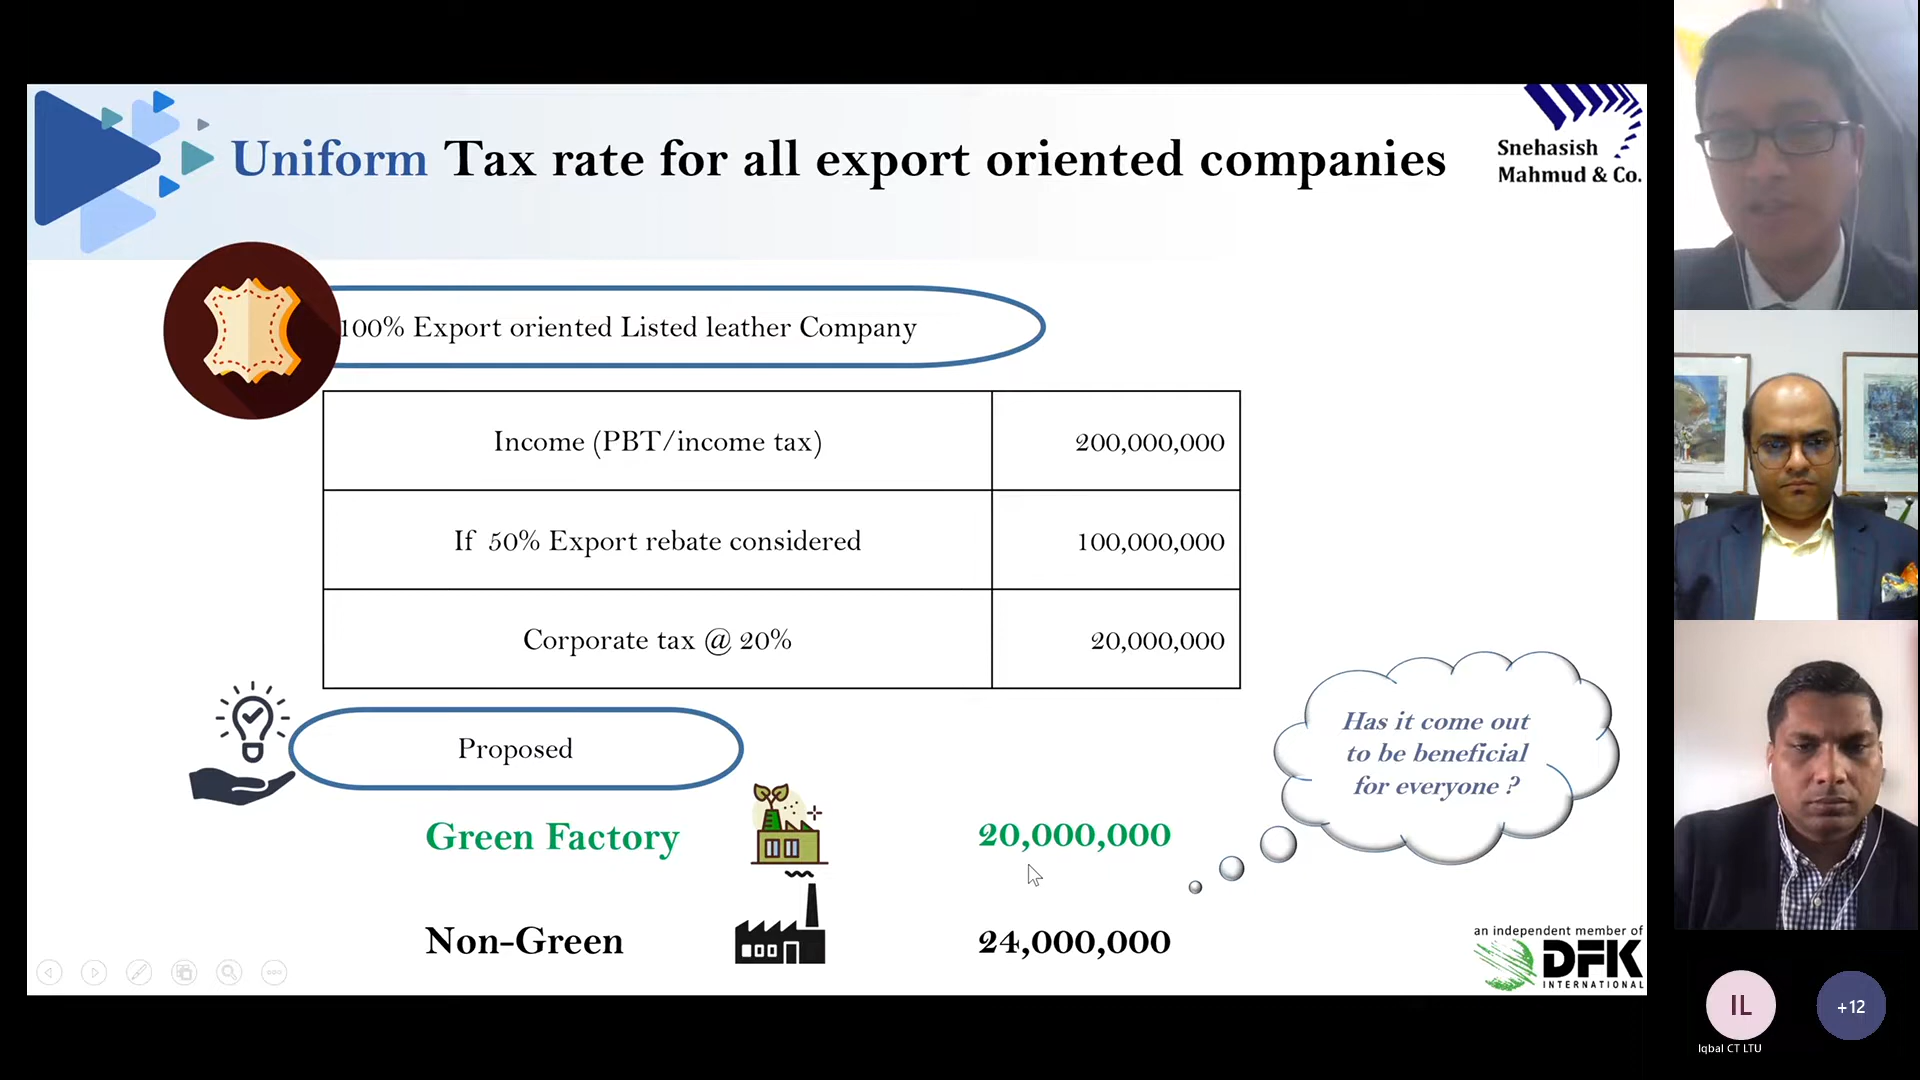 Uniform Tax rate for all export oriented companies
Snehasish
Mahmud & Co.
100% Export oriented Listed leather Company
Income (PBT/income tax) 200,000,000
If 50% Export rebate considered 100,000,000
Corporate tax @ 20% 20,000,000
Proposed
Green Factory 20,000,000
Non-Green 24,000,000
Has it come out
to be beneficial
for everyone ?
an independent member of
DFK
INTERNATIONAL
IL
+12
Iqbal CT LTU